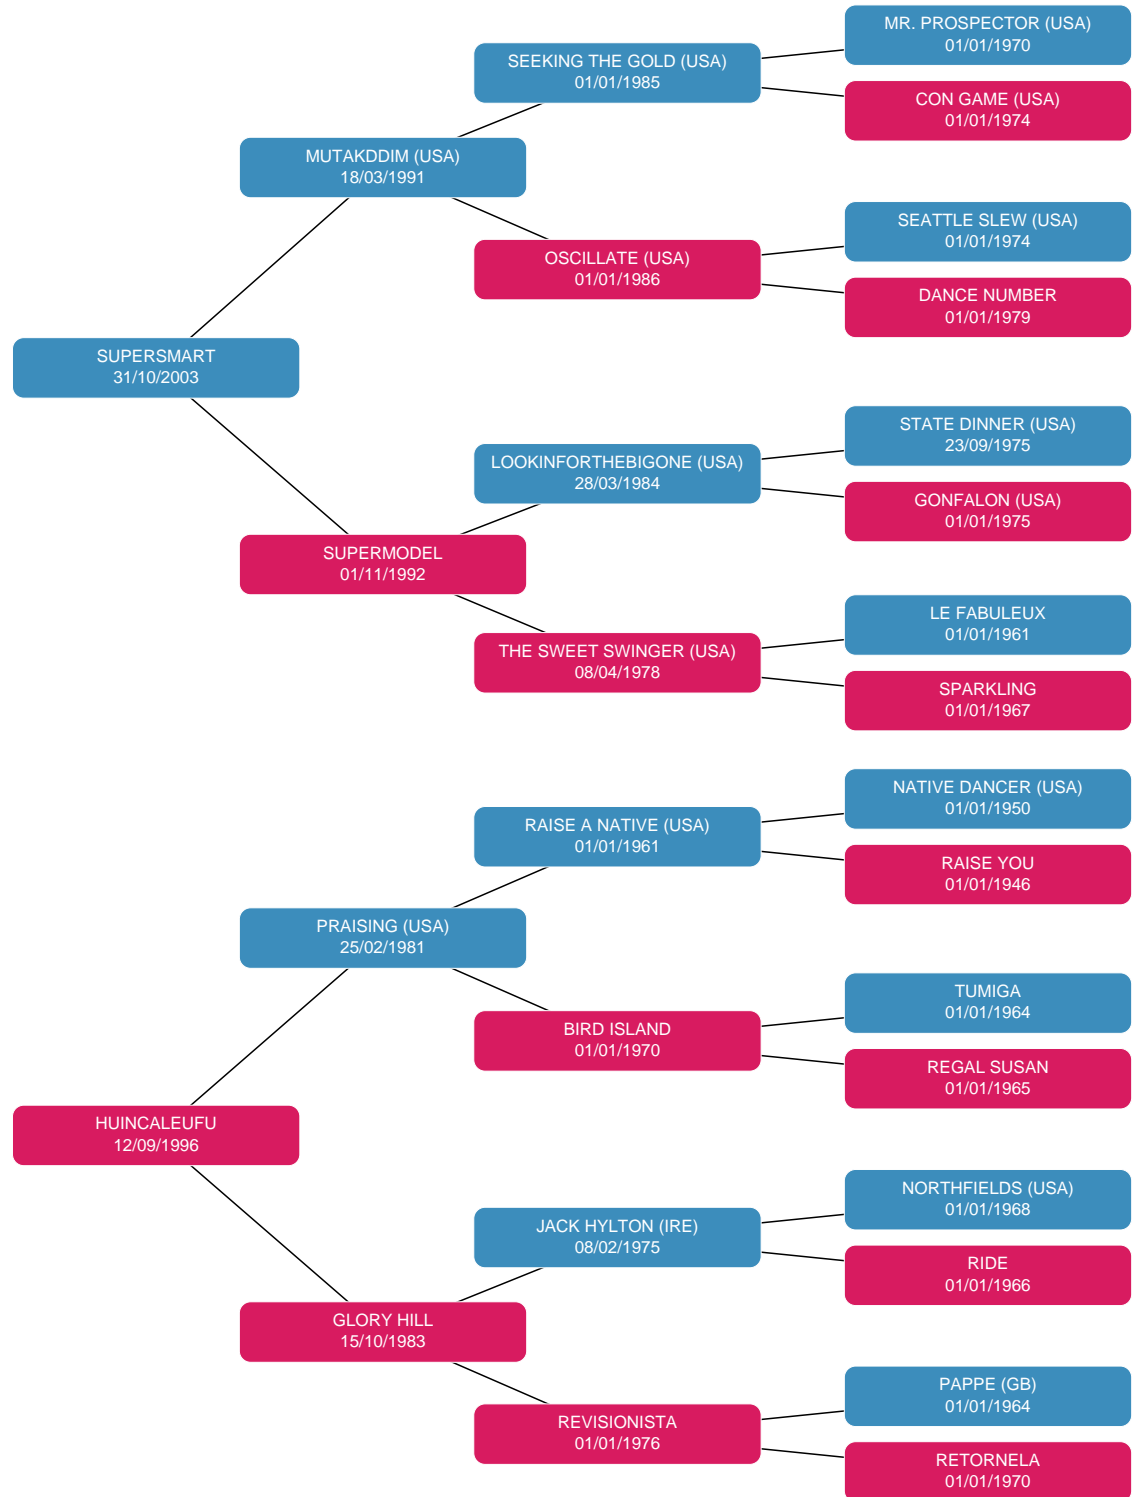 MR. PROSPECTOR (USA)
01/01/1970
SEEKING THE GOLD (USA)
01/01/1985
CON GAME (USA)
01/01/1974
MUTAKDDIM (USA)
18/03/1991
SEATTLE SLEW (USA)
01/01/1974
OSCILLATE (USA)
01/01/1986
DANCE NUMBER
01/01/1979
SUPERSMART
31/10/2003
STATE DINNER (USA)
23/09/1975
LOOKINFORTHEBIGONE (USA)
28/03/1984
GONFALON (USA)
01/01/1975
SUPERMODEL
01/11/1992
LE FABULEUX
01/01/1961
THE SWEET SWINGER (USA)
08/04/1978
SPARKLING
01/01/1967
NATIVE DANCER (USA)
01/01/1950
RAISE A NATIVE (USA)
01/01/1961
RAISE YOU
01/01/1946
PRAISING (USA)
25/02/1981
TUMIGA
01/01/1964
BIRD ISLAND
01/01/1970
REGAL SUSAN
01/01/1965
HUINCALEUFU
12/09/1996
NORTHFIELDS (USA)
01/01/1968
JACK HYLTON (IRE)
08/02/1975
RIDE
01/01/1966
GLORY HILL
15/10/1983
PAPPE (GB)
01/01/1964
REVISIONISTA
01/01/1976
RETORNELA
01/01/1970